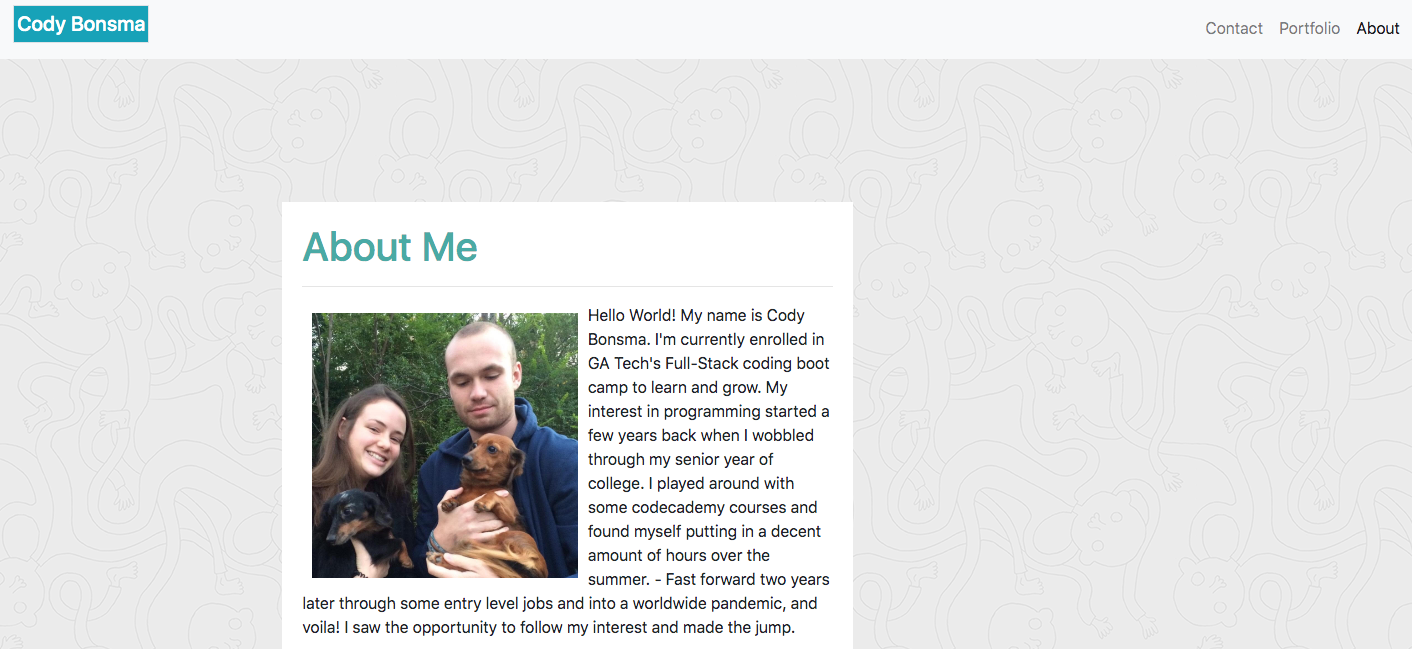 Cody Bonsma
Contact Portfolio About
About Me
Hello World! My name is Cody
Bonsma. I'm currently enrolled in
GA Tech's Full-Stack coding boot
camp to learn and grow. My
interest in programming started a
few years back when I wobbled
through my senior year of
college. I played around with
some codecademy courses and
found myself putting in a decent
amount of hours over the
summer. - Fast forward two years
later through some entry level jobs and into a worldwide pandemic, and
voila! I saw the opportunity to follow my interest and made the jump.